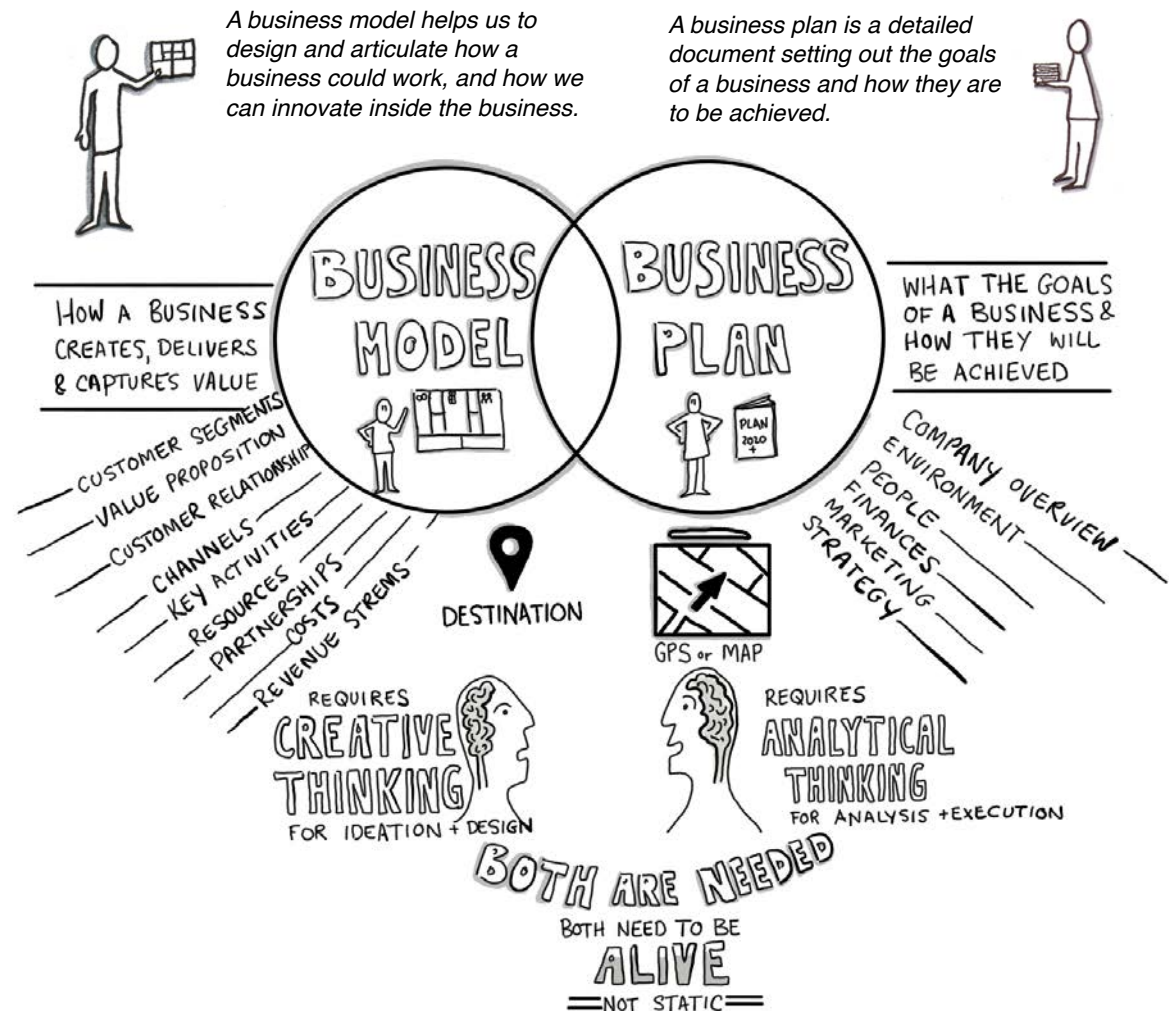 A business model helps us to
design and articulate how a
business could work, and how we
can innovate inside the business.
A business plan is a detailed
document setting out the goals
of a business and how they are
to be achieved.
BUSINESS
MODEL
BUSINESS
PLAN
PLAN
2020
+
HOW A BUSINESS
CREATES, DELIVERS
& CAPTURES VALUE
WHAT THE GOALS
OF A BUSINESS &
HOW THEY WILL
BE ACHIEVED
CUSTOMER SEGMENTS
VALUE PROPOSITION
CUSTOMER RELATIONSHIP
CHANNELS
KEY ACTIVITIES
RESOURCES
PARTNERSHIPS
COSTS
REVENUE STREMS
COMPANY OVERVIEW
ENVIRONMENT
PEOPLE
FINANCES
MARKETING
STRATEGY
DESTINATION
GPS or MAP
REQUIRES
CREATIVE
THINKING
FOR IDEATION + DESIGN
REQUIRES
ANALYTICAL
THINKING
FOR ANALYSIS + EXECUTION
BOTH ARE NEEDED
BOTH NEED TO BE
ALIVE
NOT STATIC